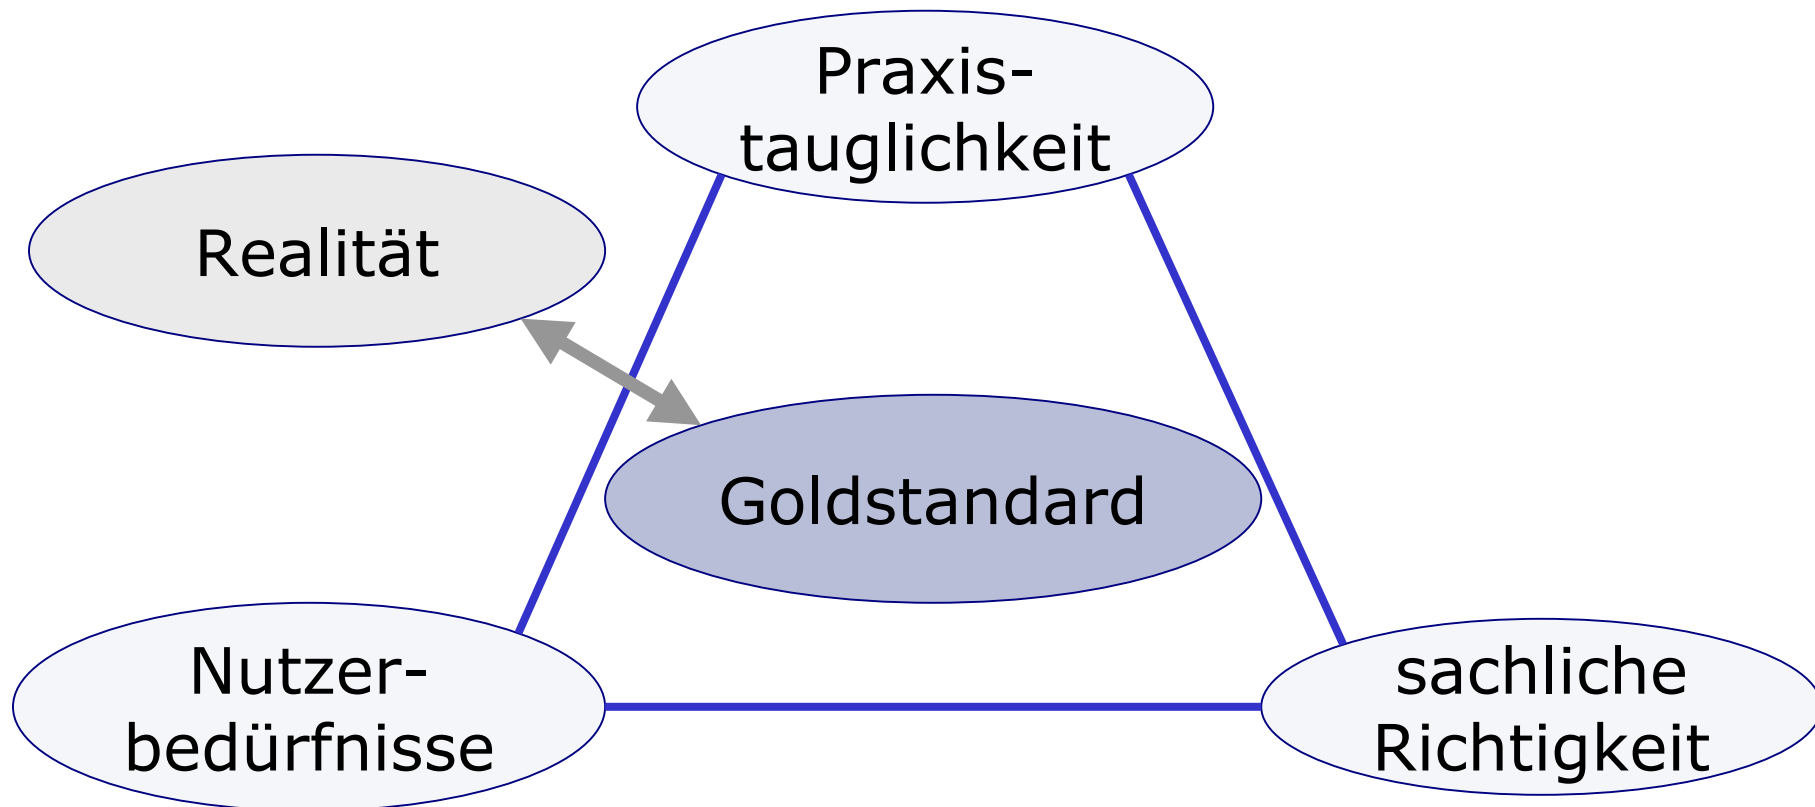 Praxis-
tauglichkeit
Realität
Goldstandard
Nutzer-
bedürfnisse
sachliche
Richtigkeit